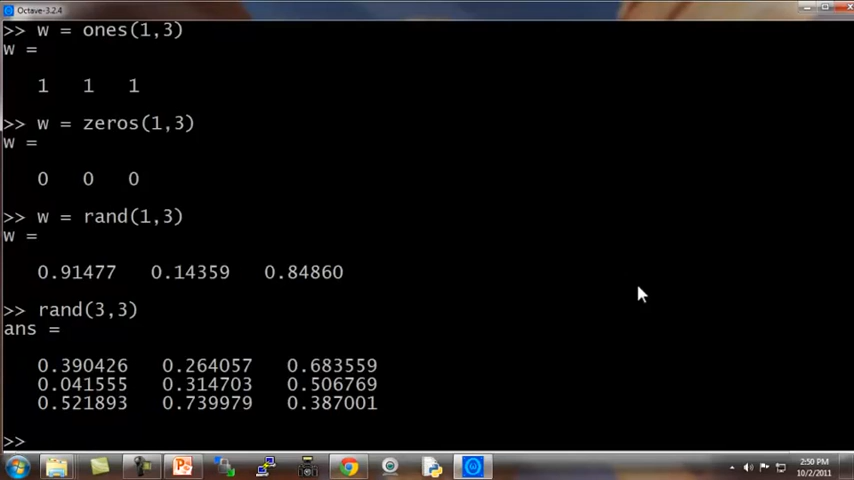 Octave-3.2.4
>> w = ones(1,3)
w =
1 1 1
>> w = zeros(1,3)
w =
0 0 0
>> w = rand(1,3)
w =
0.91477 0.14359 0.84860
>> rand(3,3)
ans =
0.390426 0.264057 0.683559
0.041555 0.314703 0.506769
0.521893 0.739979 0.387001
>>
2:50 PM
10/2/2011